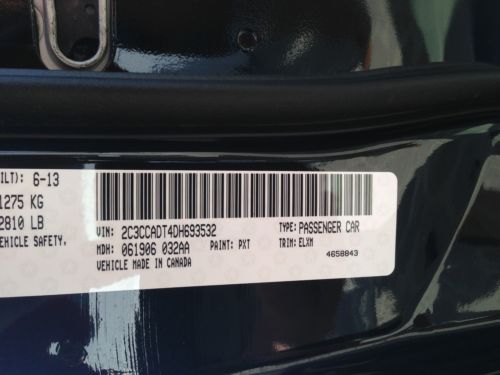 ILT): 6-13
1275 KG
2810 LB
EHICLE SAFETY.
VIN: 2C3CCADT4DH693532 TYPE: PASSENGER CAR
MDH: 061906 032AA PAINT: PXT TRIM: ELXM
VEHICLE MADE IN CANADA 4658843